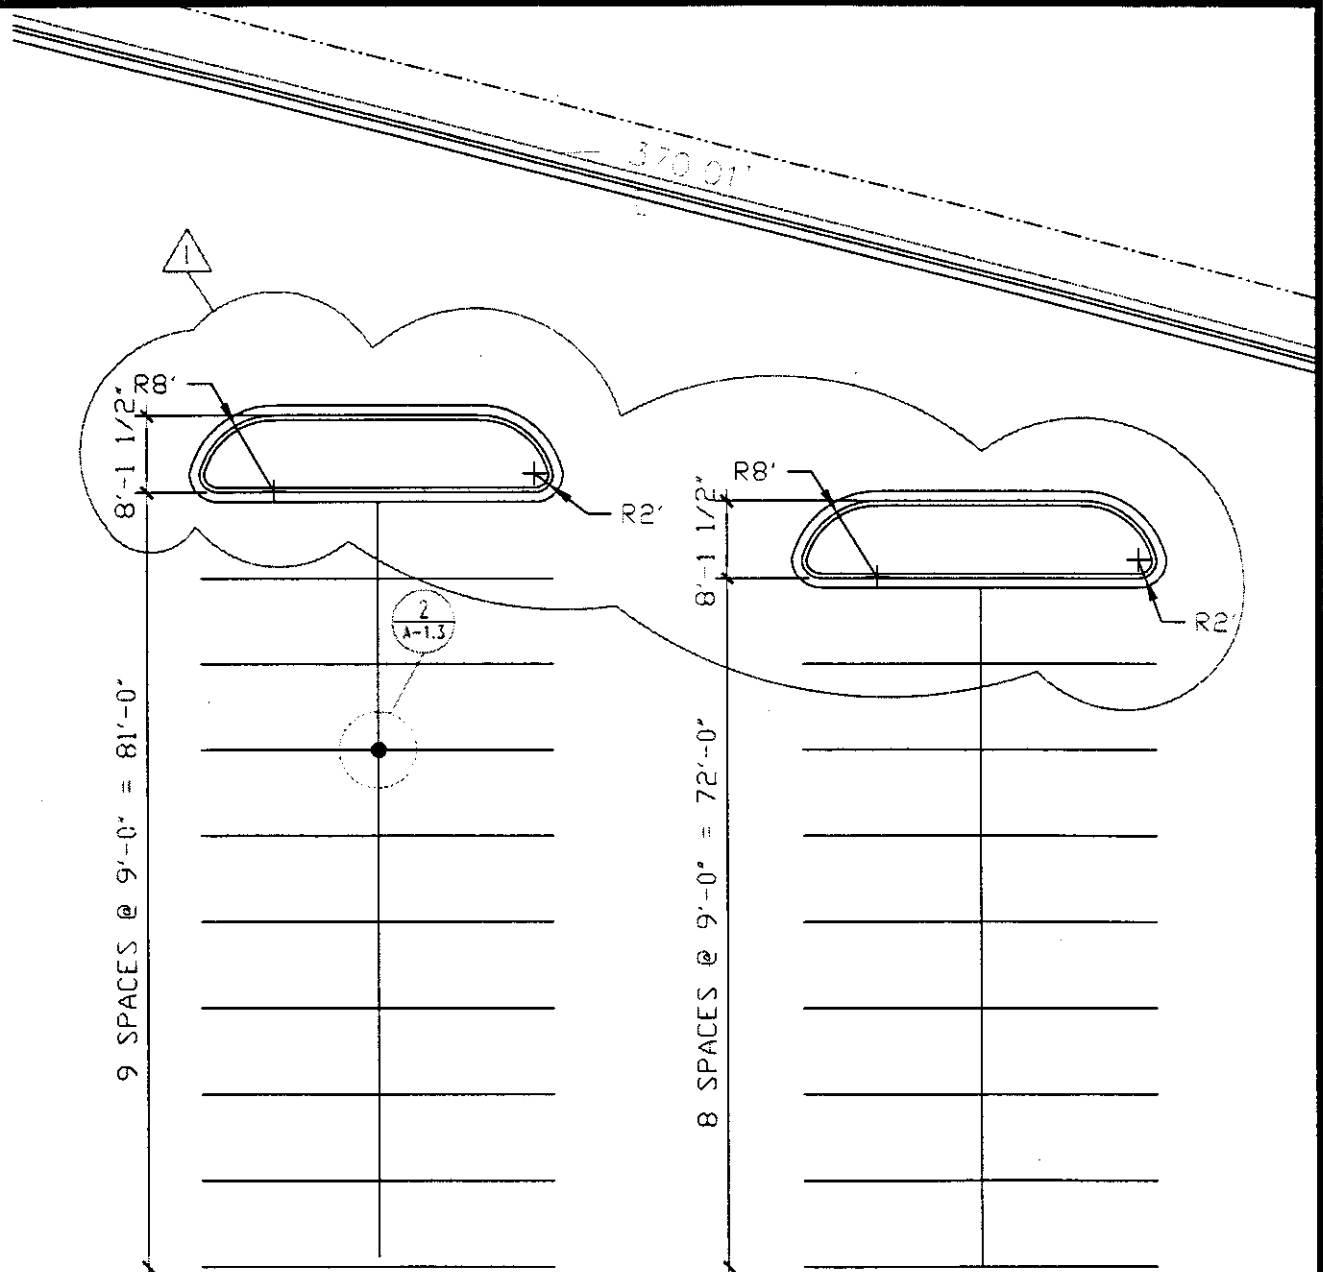 370.01'
1
R8'
8'-1 1/2"
R2'
R8'
8'-1 1/2"
R2'
2
A-1.3
9 SPACES @ 9'-0" = 81'-0"
8 SPACES @ 9'-0" = 72'-0"